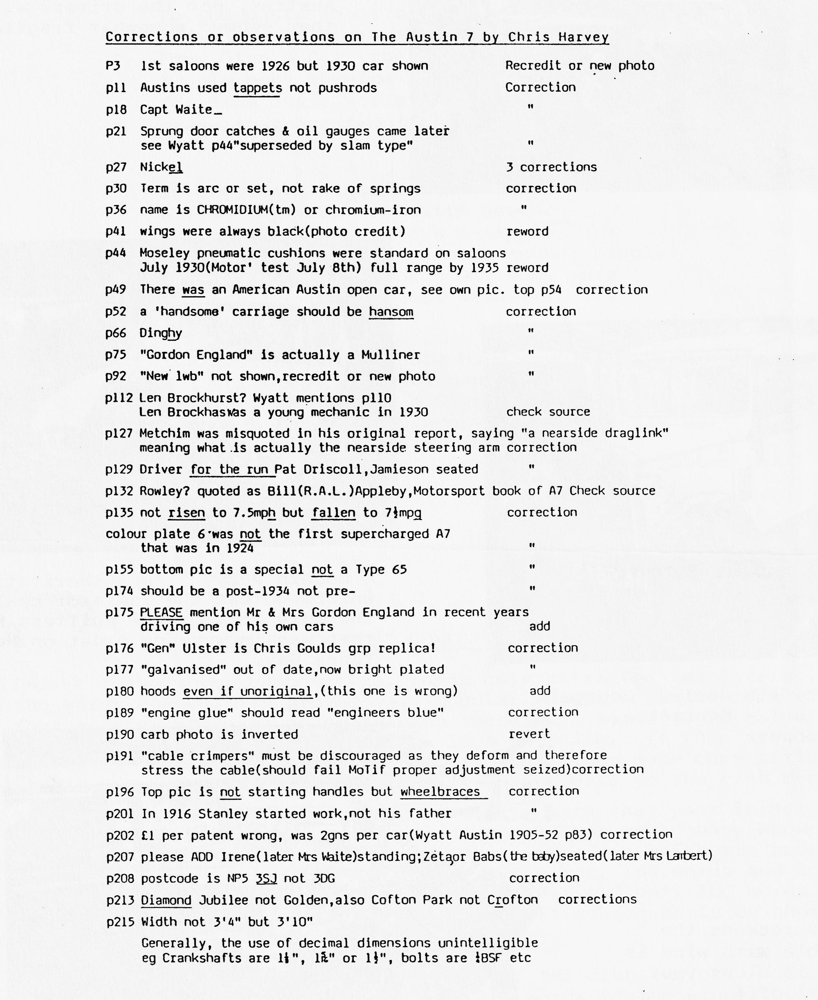 Corrections or observations on The Austin 7 by Chris Harvey
P3 1st saloons were 1926 but 1930 car shown Recredit or new photo
p11 Austins used tappets not pushrods Correction
p18 Capt Waite_ "
p21 Sprung door catches & oil gauges came later
see Wyatt p44"superseded by slam type" "
p27 Nickel 3 corrections
p30 Term is arc or set, not rake of springs correction
p36 name is CHROMIDIUM(tm) or chromium-iron "
p41 wings were always black(photo credit) reword
p44 Moseley pneumatic cushions were standard on saloons
July 1930(Motor' test July 8th) full range by 1935 reword
p49 There was an American Austin open car, see own pic. top p54 correction
p52 a 'handsome' carriage should be hansom correction
p66 Dinghy "
p75 "Gordon England" is actually a Mulliner "
p92 "New lwb" not shown,recredit or new photo "
p112 Len Brockhurst? Wyatt mentions p110
Len Brockhas was a young mechanic in 1930 check source
p127 Metchim was misquoted in his original report, saying "a nearside draglink"
meaning what is actually the nearside steering arm correction
p129 Driver for the run Pat Driscoll,Jamieson seated "
p132 Rowley? quoted as Bill(R.A.L.)Appleby,Motorsport book of A7 Check source
p135 not risen to 7.5mph but fallen to 7½mpg correction
colour plate 6 was not the first supercharged A7
that was in 1924 "
p155 bottom pic is a special not a Type 65 "
p174 should be a post-1934 not pre- "
p175 PLEASE mention Mr & Mrs Gordon England in recent years
driving one of his own cars add
p176 "Gen" Ulster is Chris Goulds grp replica! correction
p177 "galvanised" out of date,now bright plated "
p180 hoods even if unoriginal,(this one is wrong) add
p189 "engine glue" should read "engineers blue" correction
p190 carb photo is inverted revert
p191 "cable crimpers" must be discouraged as they deform and therefore
stress the cable(should fail MoTif proper adjustment seized)correction
p196 Top pic is not starting handles but wheelbraces correction
p201 In 1916 Stanley started work,not his father "
p202 £1 per patent wrong, was 2gns per car(Wyatt Austin 1905-52 p83) correction
p207 please ADD Irene(later Mrs Waite)standing;Zeta,or Babs(the baby)seated(later Mrs Lambert)
p208 postcode is NP5 3SJ not 3DG correction
p213 Diamond Jubilee not Golden,also Cofton Park not Crofton corrections
p215 Width not 3'4" but 3'10"
Generally, the use of decimal dimensions unintelligible
eg Crankshafts are or 1½", bolts are BSF etc